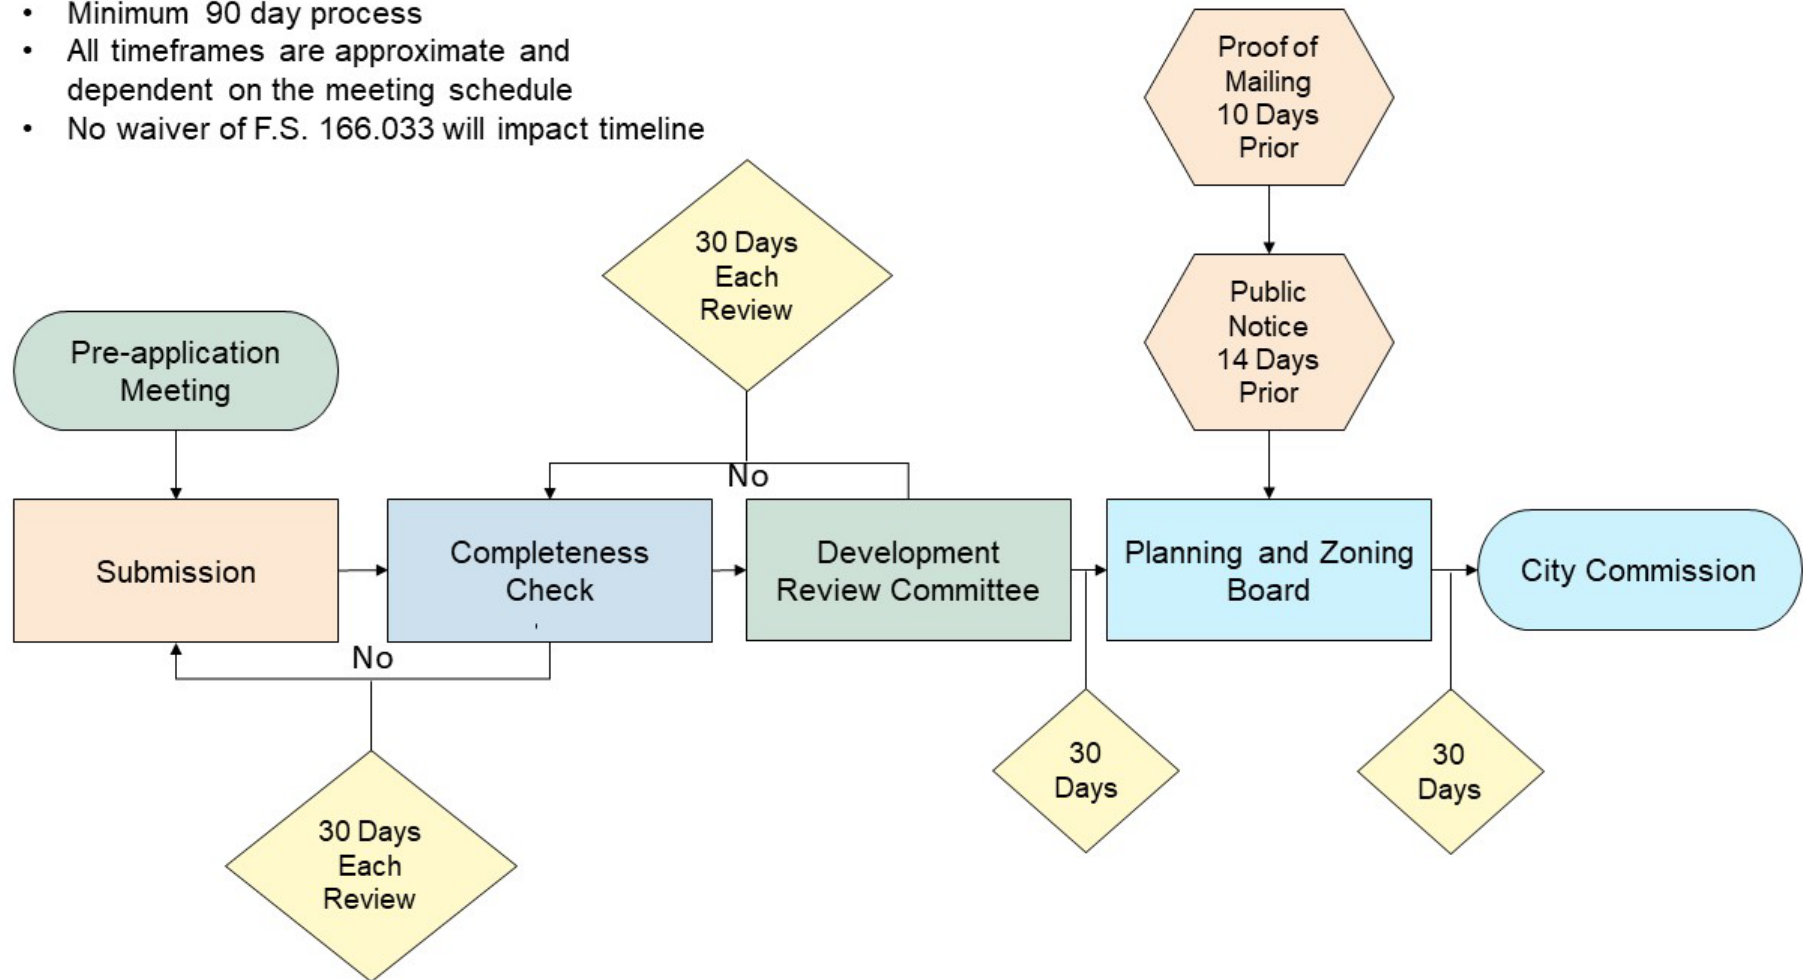 • Minimum 90 day process
• All timeframes are approximate and
dependent on the meeting schedule
• No waiver of F.S. 166.033 will impact timeline
Proof of
Mailing
10 Days
Prior
30 Days
Each
Review
Public
Notice
14 Days
Prior
Pre-application
Meeting
No
Submission
Completeness
Check
Development
Review Committee
Planning and Zoning
Board
City Commission
No
30 Days
Each
Review
30
Days
30
Days